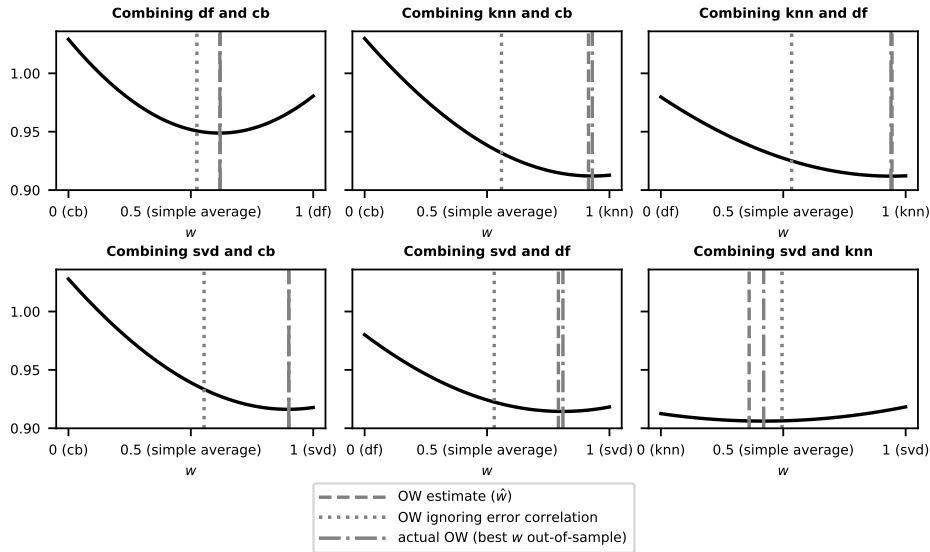 Combining df and cb
Combining knn and cb
Combining knn and df
1.00
0.95
0.90
0 (cb) 0.5 (simple average) 1 (df)
w
0 (cb) 0.5 (simple average) 1 (knn)
w
0 (df) 0.5 (simple average) 1 (knn)
w
Combining svd and cb
Combining svd and df
Combining svd and knn
1.00
0.95
0.90
0 (cb) 0.5 (simple average) 1 (svd)
w
0 (df) 0.5 (simple average) 1 (svd)
w
0 (knn) 0.5 (simple average) 1 (svd)
w
OW estimate (ŵ)
OW ignoring error correlation
actual OW (best w out-of-sample)